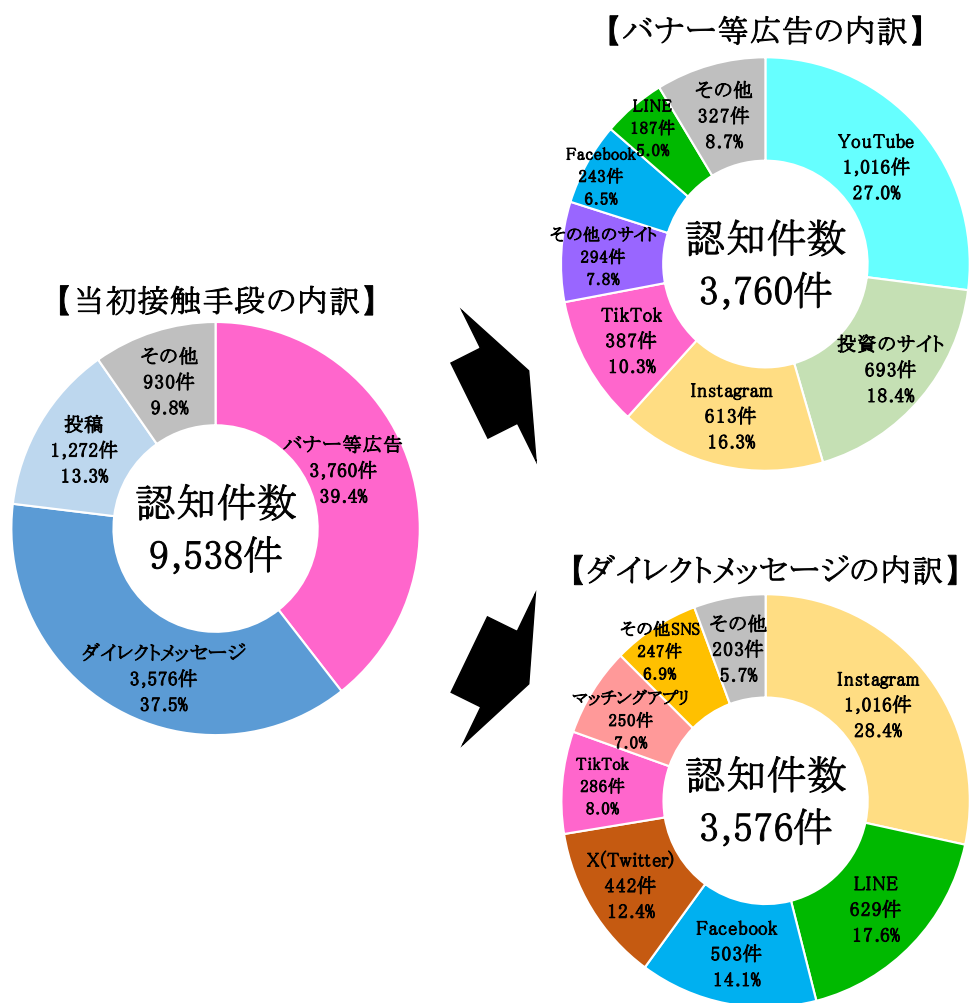 【当初接触手段の内訳】
認知件数
9,538件
バナー等広告
3,760件
39.4%
ダイレクトメッセージ
3,576件
37.5%
投稿
1,272件
13.3%
その他
930件
9.8%
【バナー等広告の内訳】
認知件数
3,760件
YouTube
1,016件
27.0%
投資のサイト
693件
18.4%
Instagram
613件
16.3%
TikTok
387件
10.3%
その他のサイト
294件
7.8%
Facebook
243件
6.5%
LINE
187件
5.0%
その他
327件
8.7%
【ダイレクトメッセージの内訳】
認知件数
3,576件
Instagram
1,016件
28.4%
LINE
629件
17.6%
Facebook
503件
14.1%
X(Twitter)
442件
12.4%
TikTok
286件
8.0%
マッチングアプリ
250件
7.0%
その他SNS
247件
6.9%
その他
203件
5.7%